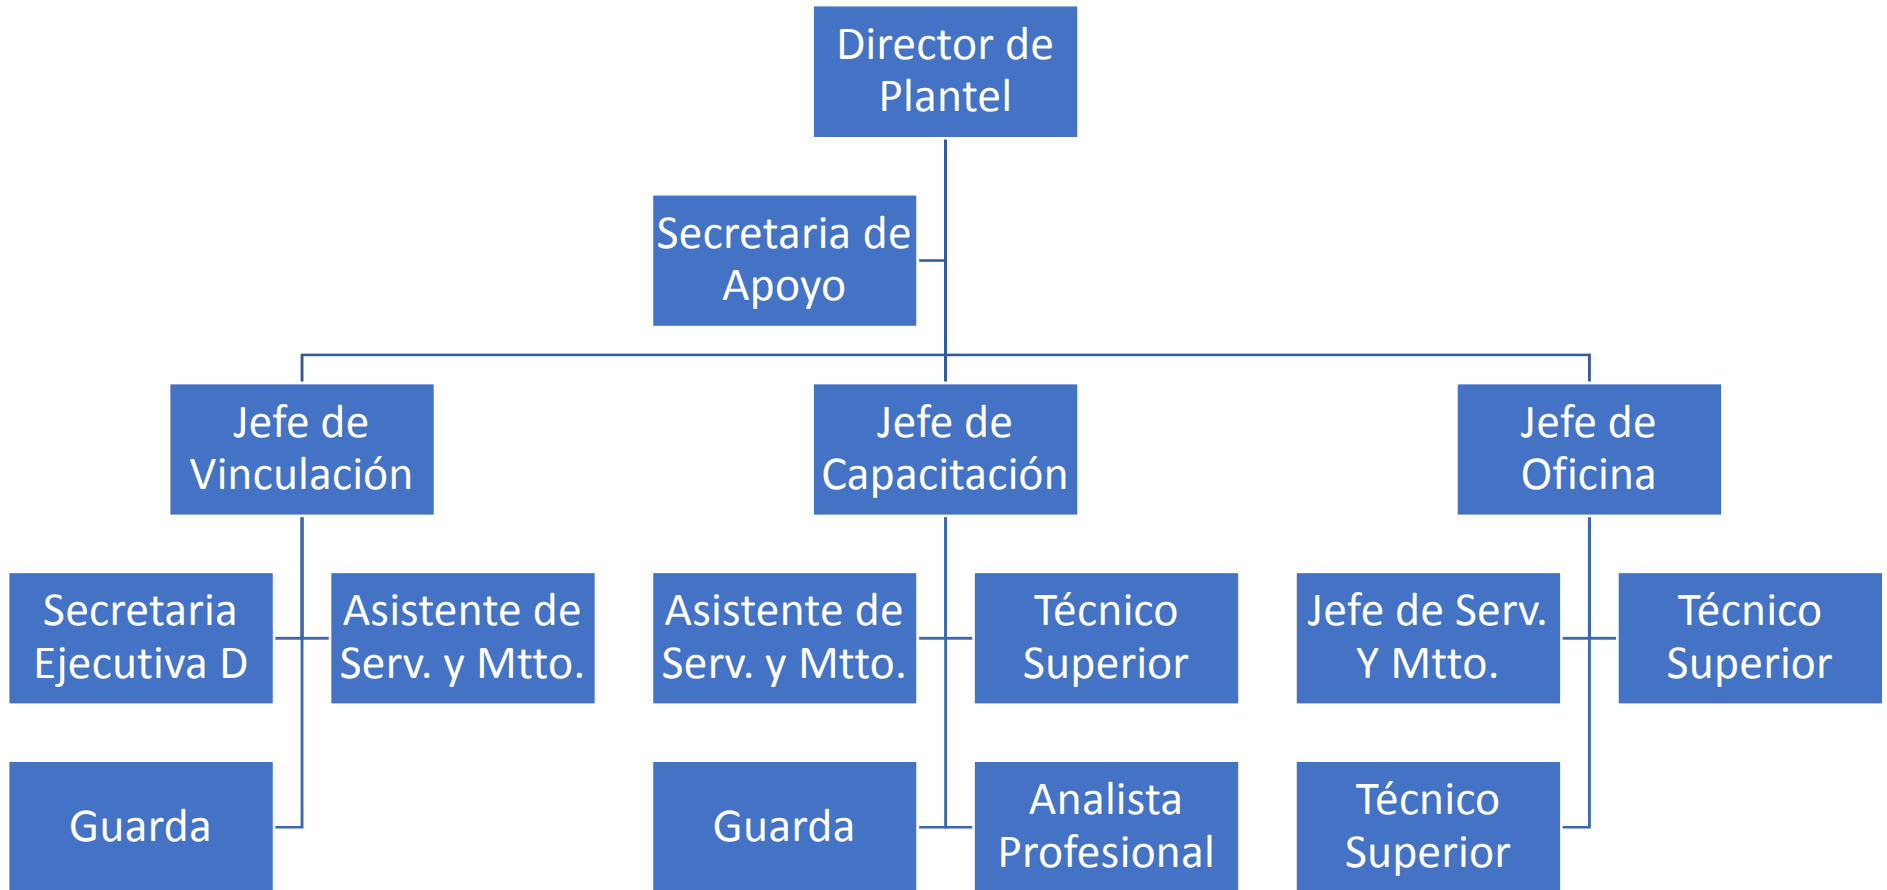 Director de
Plantel
Secretaria de
Apoyo
Jefe de
Vinculación
Jefe de
Capacitación
Jefe de
Oficina
Secretaria
Ejecutiva D
Asistente de
Serv. y Mtto.
Asistente de
Serv. y Mtto.
Técnico
Superior
Jefe de Serv.
Y Mtto.
Técnico
Superior
Guarda
Guarda
Analista
Profesional
Técnico
Superior